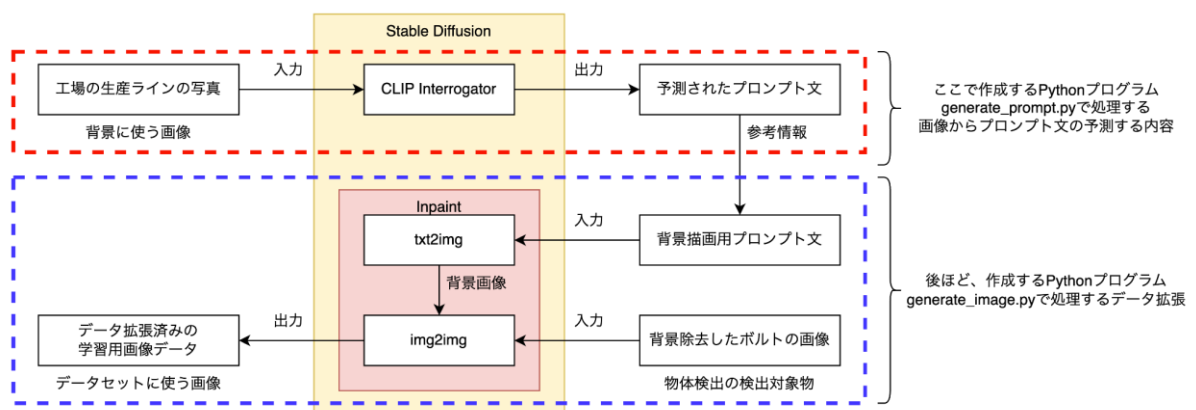 Stable Diffusion
工場の生産ラインの写真
入力
CLIP Interrogator
出力
予測されたプロンプト文
背景に使う画像
参考情報
ここで作成するPythonプログラム
generate_prompt.pyで処理する
画像からプロンプト文の予測する内容
Inpaint
txt2img
入力
背景描画用プロンプト文
背景画像
データ拡張済みの
学習用画像データ
出力
img2img
入力
背景除去したボルトの画像
データセットに使う画像
物体検出の検出対象物
後ほど、作成するPythonプログラム
generate_image.pyで処理するデータ拡張